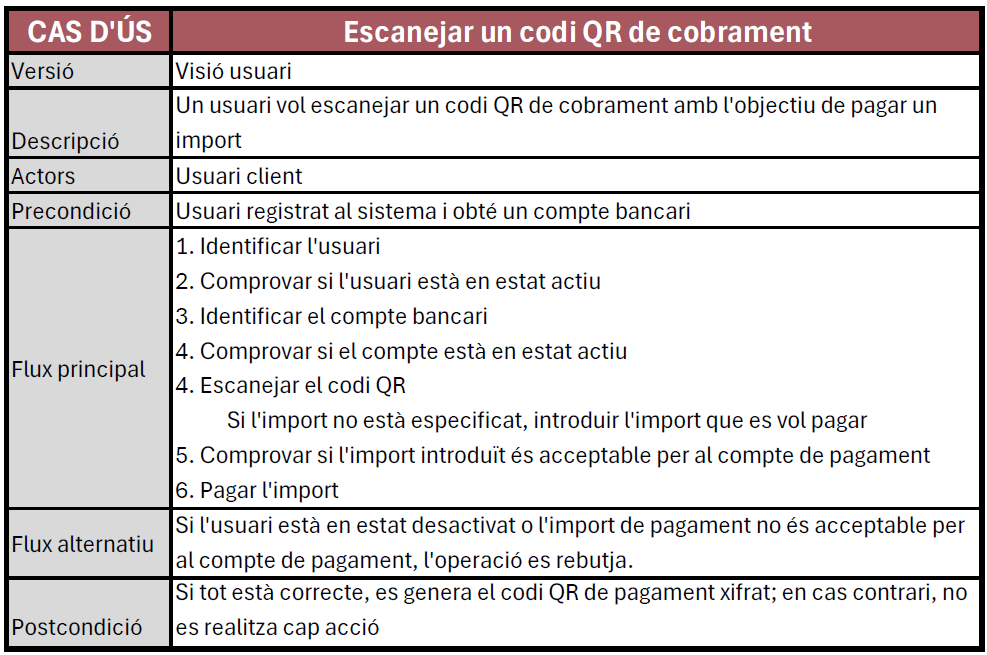 CAS D'ÚS
Escanejar un codi QR de cobrament
Versió
Visió usuari
Descripció
Un usuari vol escanejar un codi QR de cobrament amb l'objectiu de pagar un
import
Actors
Usuari client
Precondició
Usuari registrat al sistema i obté un compte bancari
Flux principal
1. Identificar l'usuari
2. Comprovar si l'usuari està en estat actiu
3. Identificar el compte bancari
4. Comprovar si el compte està en estat actiu
4. Escanejar el codi QR
Si l'import no està especificat, introduir l'import que es vol pagar
5. Comprovar si l'import introduït és acceptable per al compte de pagament
6. Pagar l'import
Flux alternatiu
Si l'usuari està en estat desactivat o l'import de pagament no és acceptable per
al compte de pagament, l'operació es rebutja.
Postcondició
Si tot està correcte, es genera el codi QR de pagament xifrat; en cas contrari, no
es realitza cap acció